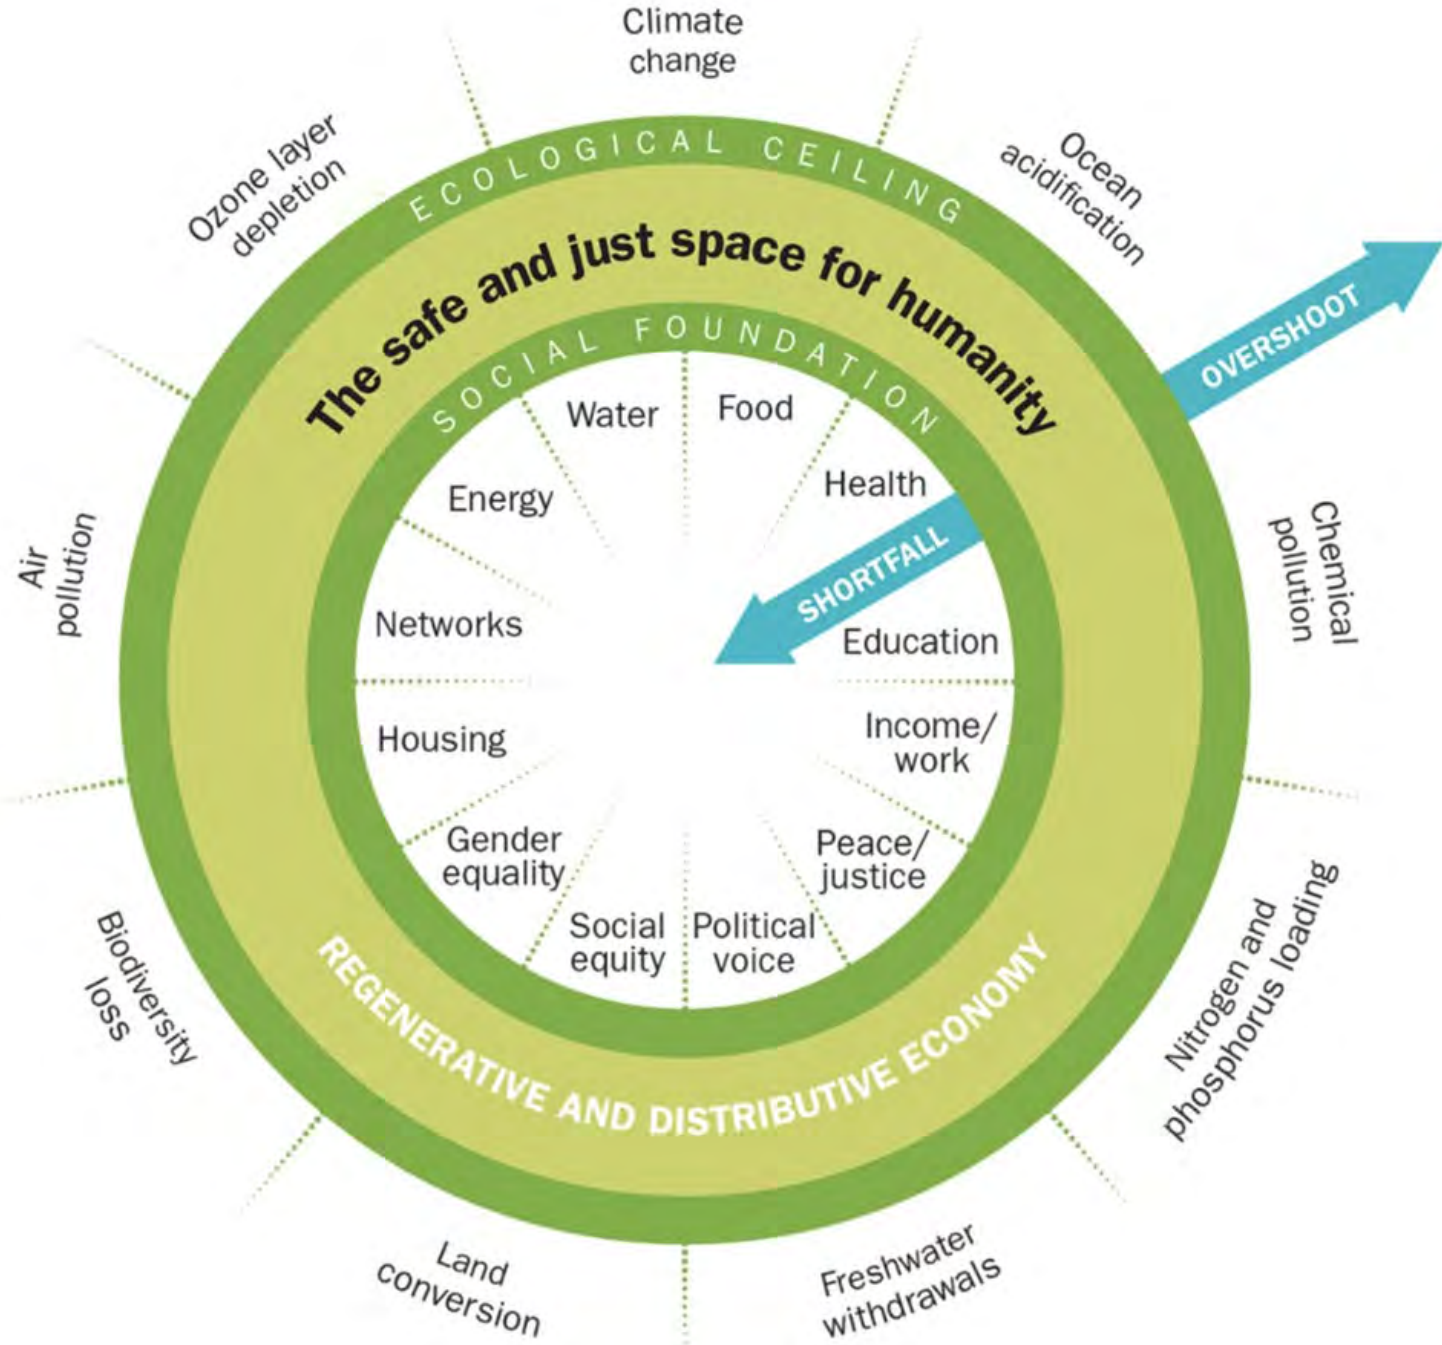 Climate
change
Ocean
acidification
OVERSHOOT
Chemical
pollution
Nitrogen and
phosphorus loading
Freshwater
withdrawals
Land
conversion
Biodiversity
loss
Air
pollution
Ozone layer
depletion
ECOLOGICAL CEILING
The safe and just space for humanity
SOCIAL FOUNDATION
Water
Food
Health
SHORTFALL
Education
Income/
work
Peace/
justice
Political
voice
Social
equity
Gender
equality
Housing
Networks
Energy
REGENERATIVE AND DISTRIBUTIVE ECONOMY